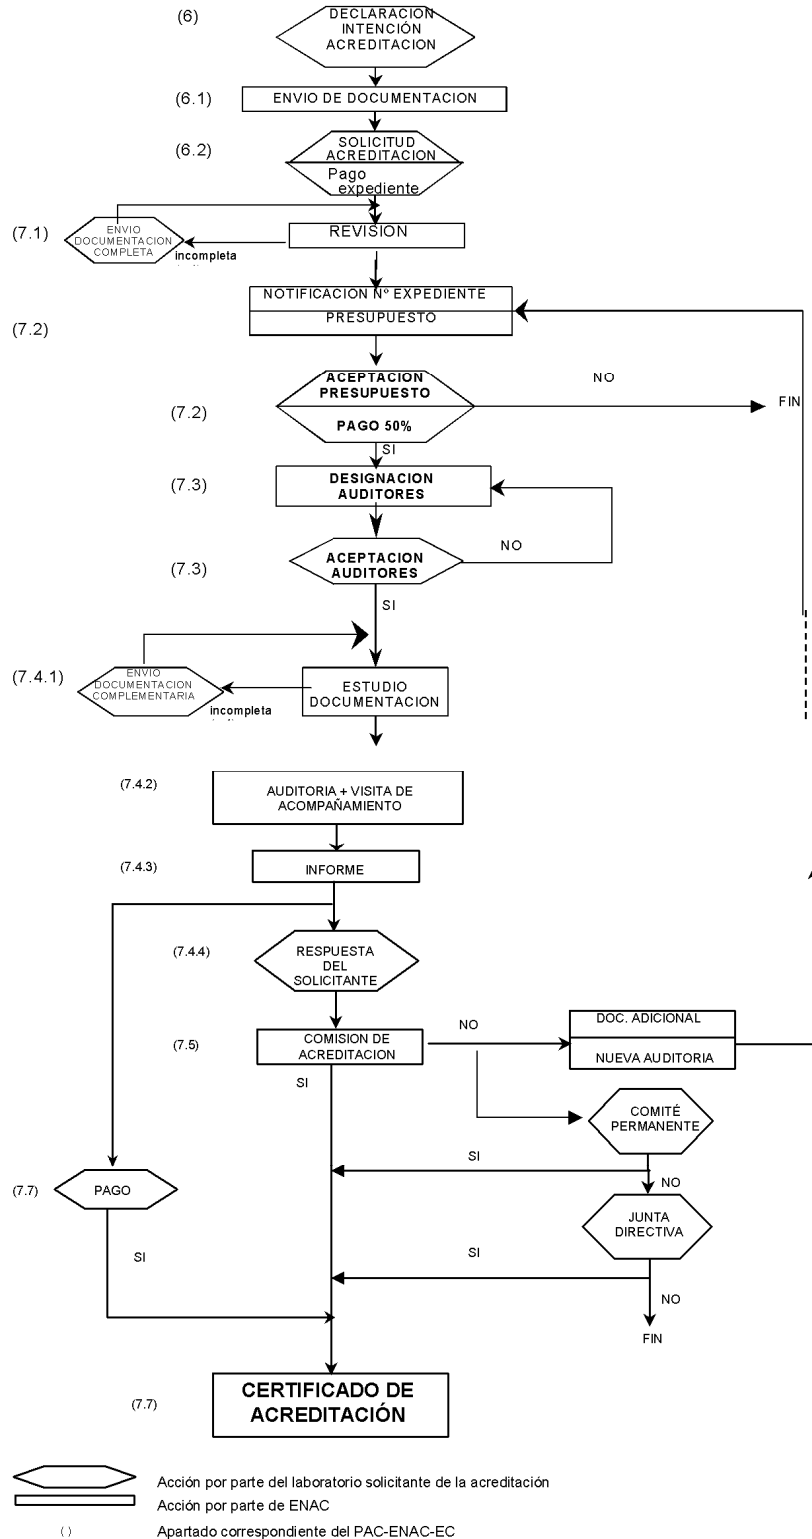 (6)
DECLARACION
INTENCIÓN
ACREDITACION
(6.1)
ENVIO DE DOCUMENTACION
(6.2)
SOLICITUD
ACREDITACION
Pago
expediente
(7.1)
ENVIO
DOCUMENTACION
COMPLETA
incompleta
REVISION
NOTIFICACION Nº EXPEDIENTE
PRESUPUESTO
(7.2)
ACEPTACION
PRESUPUESTO
NO
FIN
(7.2)
PAGO 50%
SI
(7.3)
DESIGNACION
AUDITORES
(7.3)
ACEPTACION
AUDITORES
NO
SI
(7.4.1)
ENVIO
DOCUMENTACION
COMPLEMENTARIA
incompleta
ESTUDIO
DOCUMENTACION
(7.4.2)
AUDITORIA + VISITA DE
ACOMPAÑAMIENTO
(7.4.3)
INFORME
(7.4.4)
RESPUESTA
DEL
SOLICITANTE
(7.5)
COMISION DE
ACREDITACION
NO
DOC. ADICIONAL
NUEVA AUDITORIA
SI
COMITÉ
PERMANENTE
SI
NO
(7.7)
PAGO
JUNTA
DIRECTIVA
SI
SI
NO
FIN
(7.7)
CERTIFICADO DE
ACREDITACIÓN
Acción por parte del laboratorio solicitante de la acreditación
Acción por parte de ENAC
( ) Apartado correspondiente del PAC-ENAC-EC